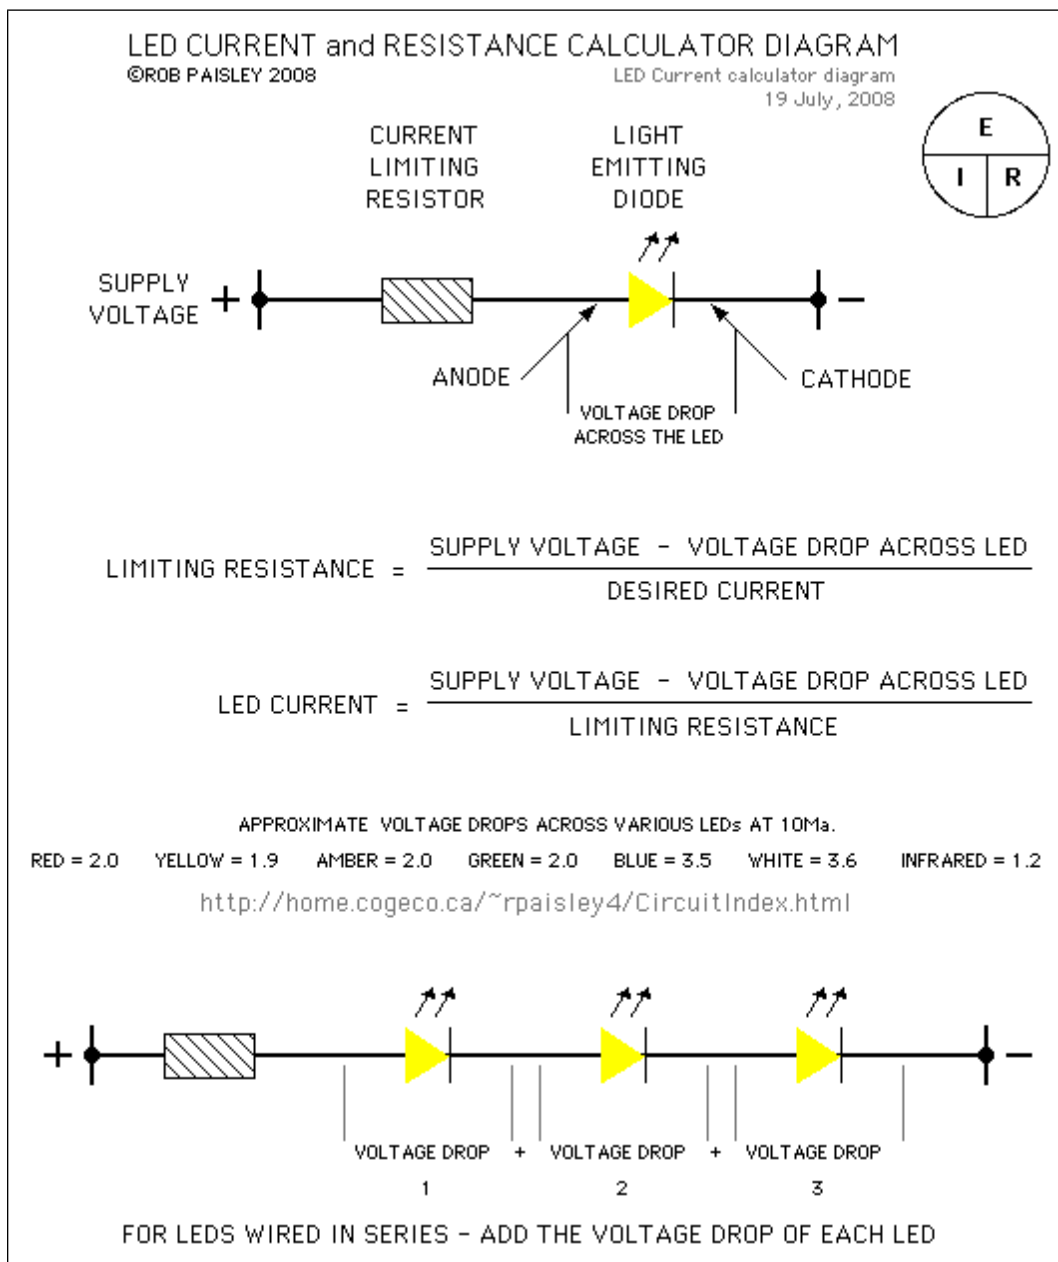 LED CURRENT and RESISTANCE CALCULATOR DIAGRAM
©ROB PAISLEY 2008
LED Current calculator diagram
19 July, 2008
E
I R
CURRENT
LIMITING
RESISTOR
LIGHT
EMITTING
DIODE
SUPPLY
VOLTAGE
+
−
ANODE
CATHODE
VOLTAGE DROP
ACROSS THE LED
LIMITING RESISTANCE =
SUPPLY VOLTAGE - VOLTAGE DROP ACROSS LED
DESIRED CURRENT
LED CURRENT =
SUPPLY VOLTAGE - VOLTAGE DROP ACROSS LED
LIMITING RESISTANCE
APPROXIMATE VOLTAGE DROPS ACROSS VARIOUS LEDs AT 10Ma.
RED = 2.0 YELLOW = 1.9 AMBER = 2.0 GREEN = 2.0 BLUE = 3.5 WHITE = 3.6 INFRARED = 1.2
http://home.cogeco.ca/~rpaisley4/CircuitIndex.html
+
−
VOLTAGE DROP + VOLTAGE DROP + VOLTAGE DROP
1 2 3
FOR LEDS WIRED IN SERIES - ADD THE VOLTAGE DROP OF EACH LED